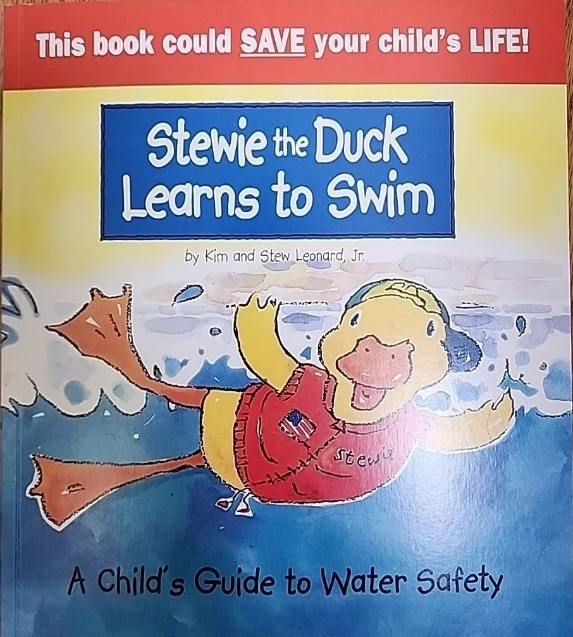 This book could SAVE your child's LIFE!
Stewie the Duck
Learns to Swim
by Kim and Stew Leonard, Jr.
Stewie
A Child's Guide to Water Safety